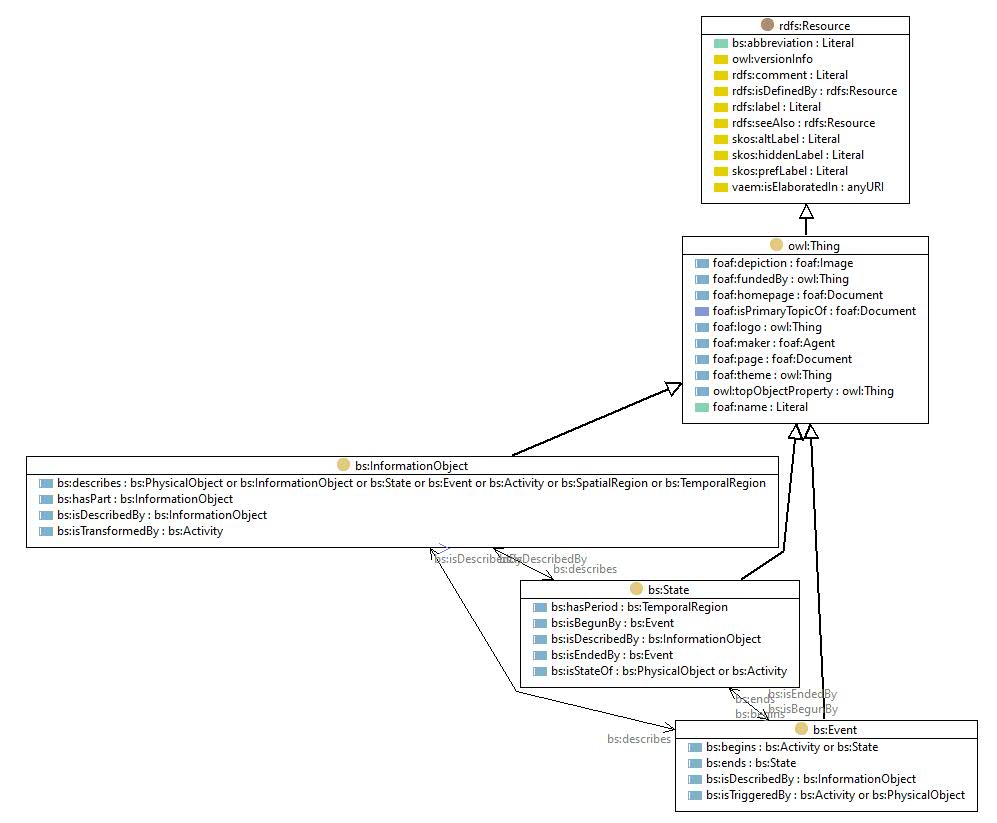 rdfs:Resource
bs:abbreviation : Literal
owl:versionInfo
rdfs:comment : Literal
rdfs:isDefinedBy : rdfs:Resource
rdfs:label : Literal
rdfs:seeAlso : rdfs:Resource
skos:altLabel : Literal
skos:hiddenLabel : Literal
skos:prefLabel : Literal
vaem:isElaboratedIn : anyURI
owl:Thing
foaf:depiction : foaf:Image
foaf:fundedBy : owl:Thing
foaf:homepage : foaf:Document
foaf:isPrimaryTopicOf : foaf:Document
foaf:logo : owl:Thing
foaf:maker : foaf:Agent
foaf:page : foaf:Document
foaf:theme : owl:Thing
owl:topObjectProperty : owl:Thing
foaf:name : Literal
bs:InformationObject
bs:describes : bs:PhysicalObject or bs:InformationObject or bs:State or bs:Event or bs:Activity or bs:SpatialRegion or bs:TemporalRegion
bs:hasPart : bs:InformationObject
bs:isDescribedBy : bs:InformationObject
bs:isTransformedBy : bs:Activity
bs:isDescribedBy
bs:isDescribedBy
bs:describes
bs:State
bs:hasPeriod : bs:TemporalRegion
bs:isBegunBy : bs:Event
bs:isDescribedBy : bs:InformationObject
bs:isEndedBy : bs:Event
bs:isStateOf : bs:PhysicalObject or bs:Activity
bs:isEndedBy
bs:ends
bs:isBegunBy
bs:begins
bs:describes
bs:Event
bs:begins : bs:Activity or bs:State
bs:ends : bs:State
bs:isDescribedBy : bs:InformationObject
bs:isTriggeredBy : bs:Activity or bs:PhysicalObject